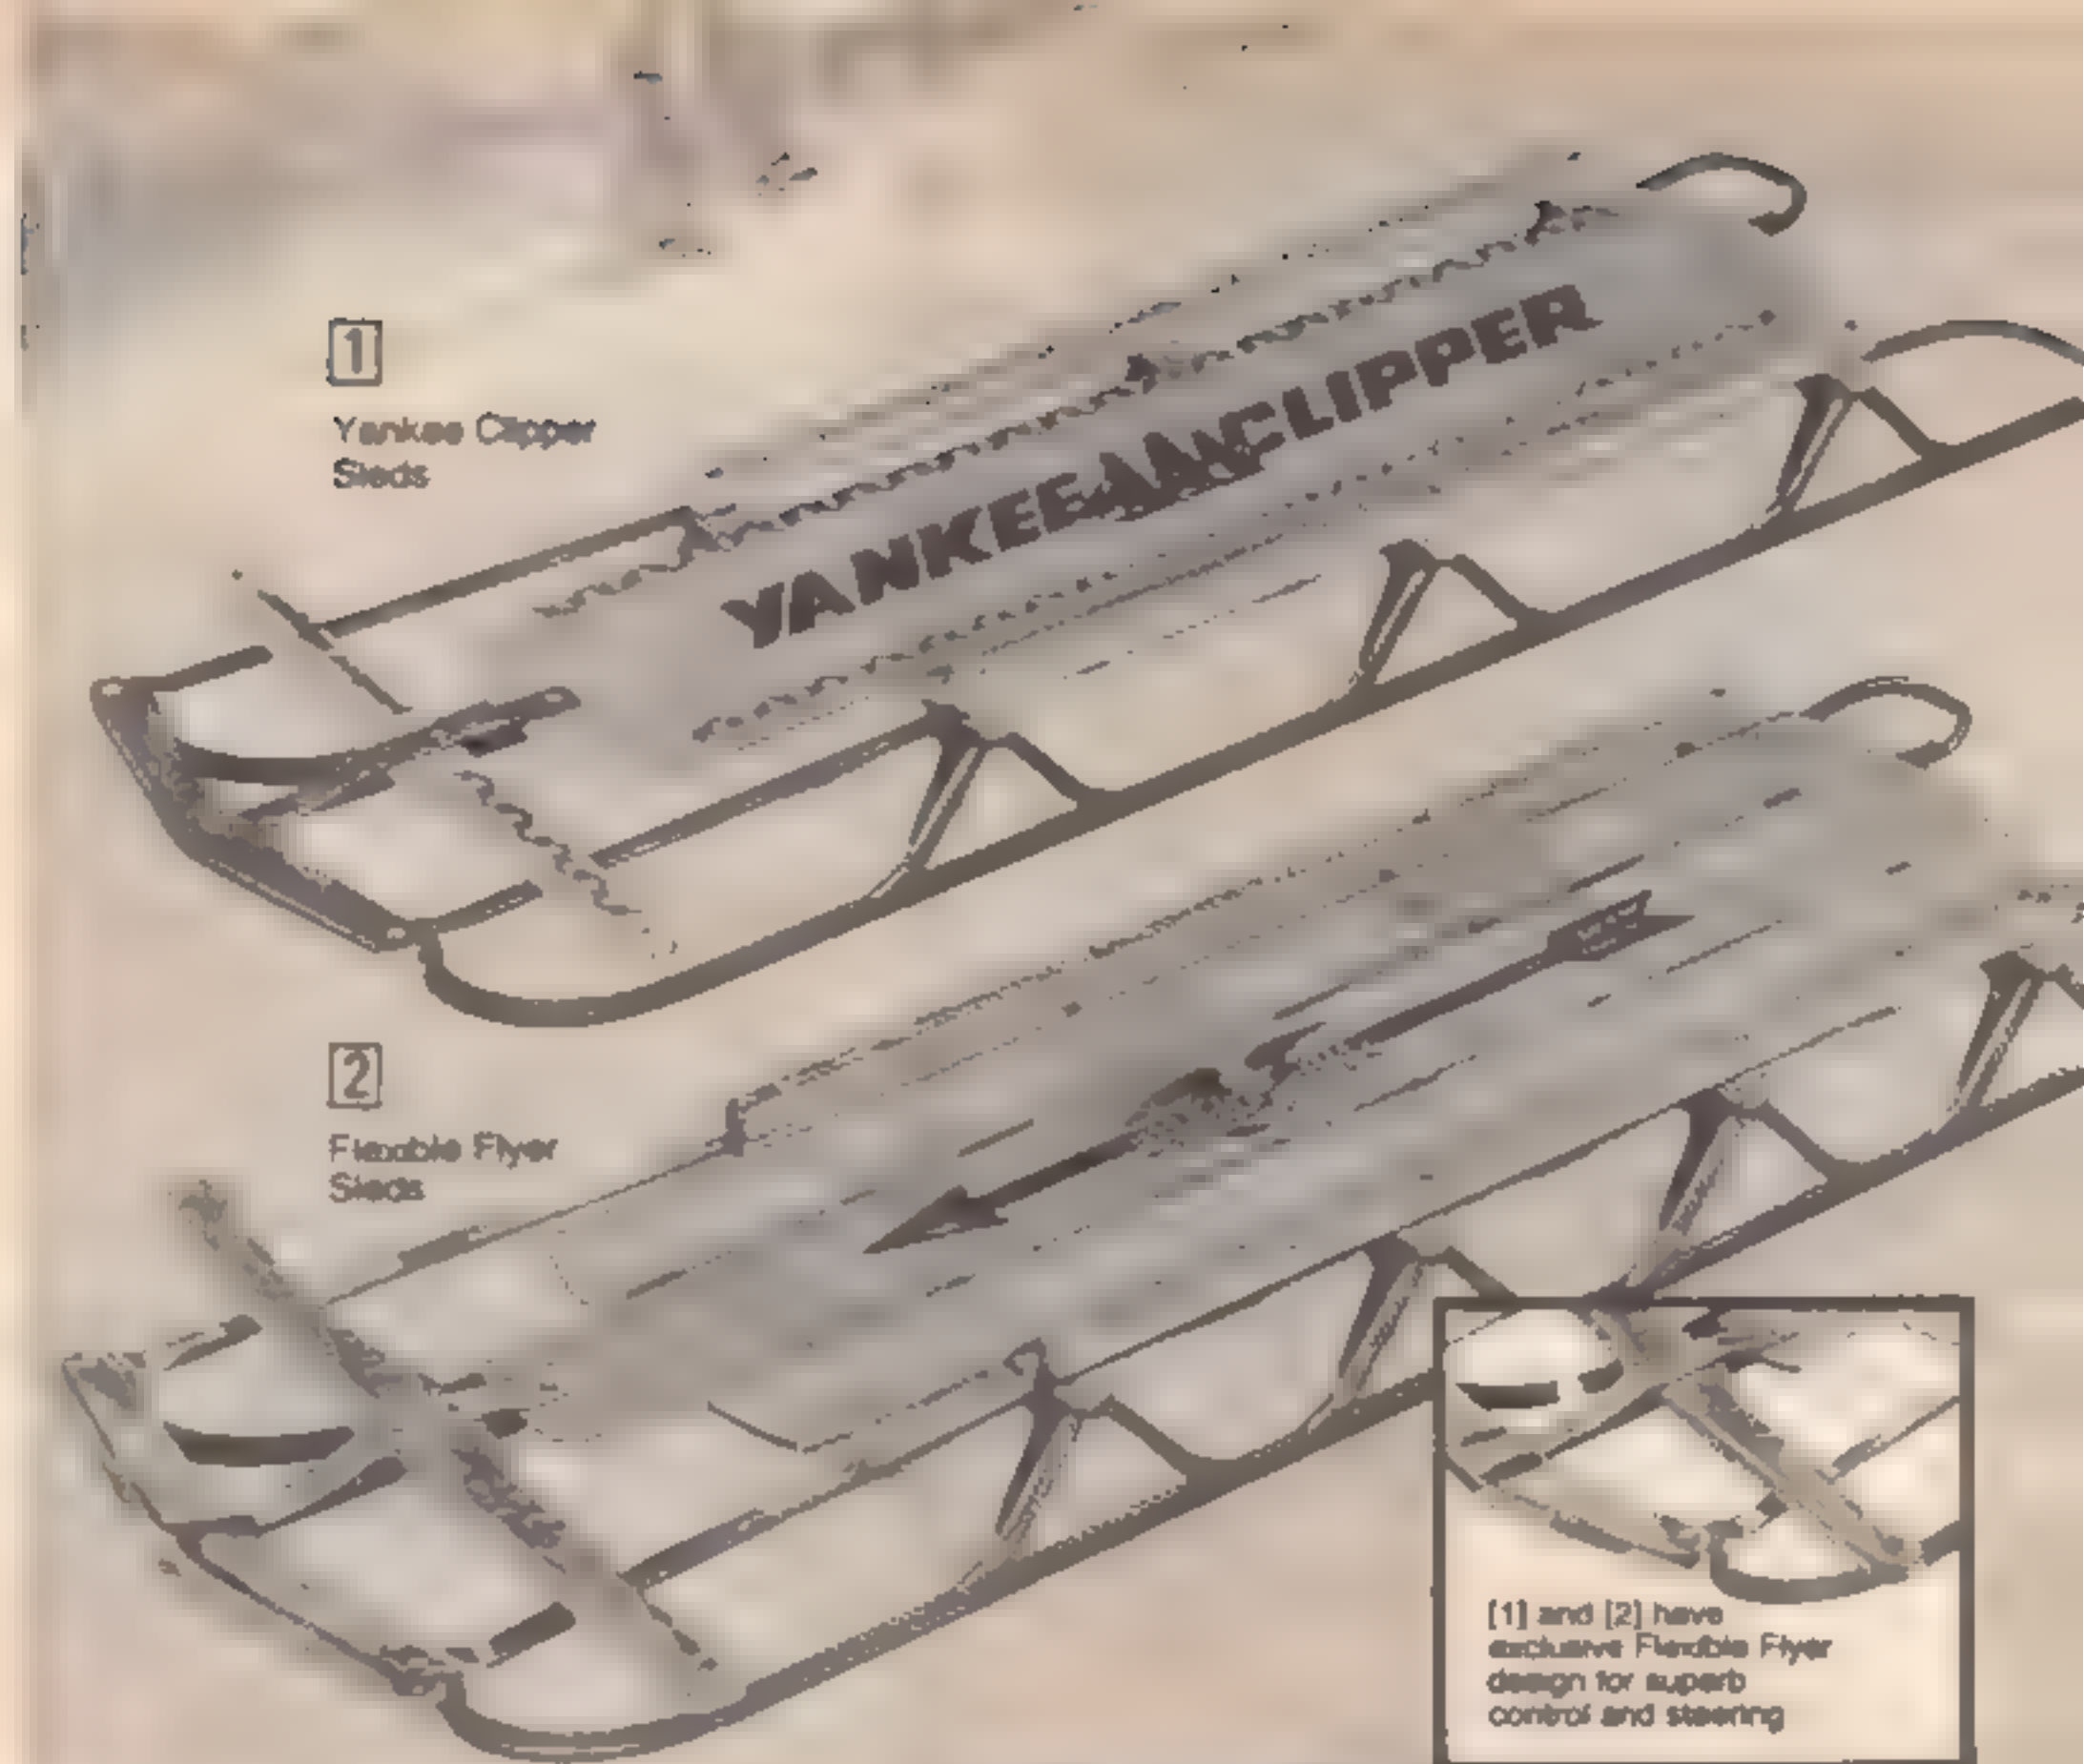 1
Yankee Clipper
Sleds
YANKEE CLIPPER
2
Flexible Flyer
Sleds
[1] and [2] have
exclusive Flexible Flyer
design for superb
control and steering